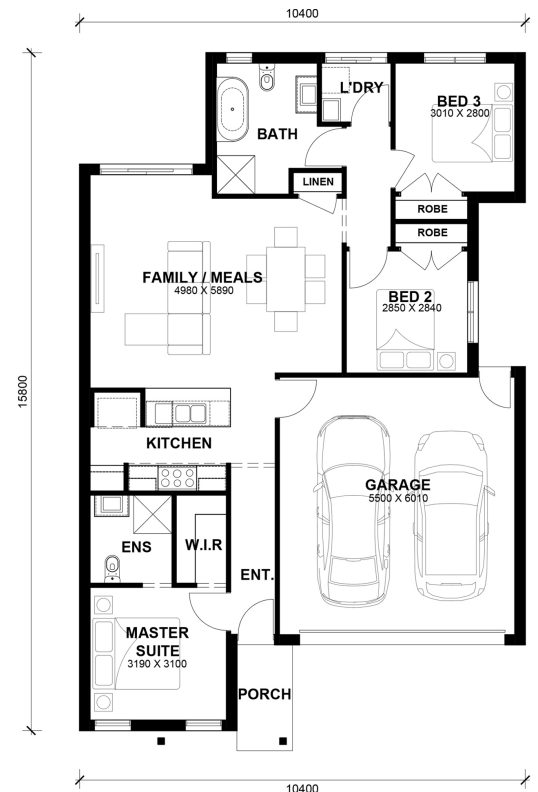 10400
L'DRY
BED 3
3010 X 2800
BATH
LINEN
ROBE
ROBE
FAMILY / MEALS
4980 X 5890
BED 2
2850 X 2840
15800
KITCHEN
GARAGE
5500 X 6010
ENS
W.I.R
ENT.
MASTER
SUITE
3190 X 3100
PORCH
10400